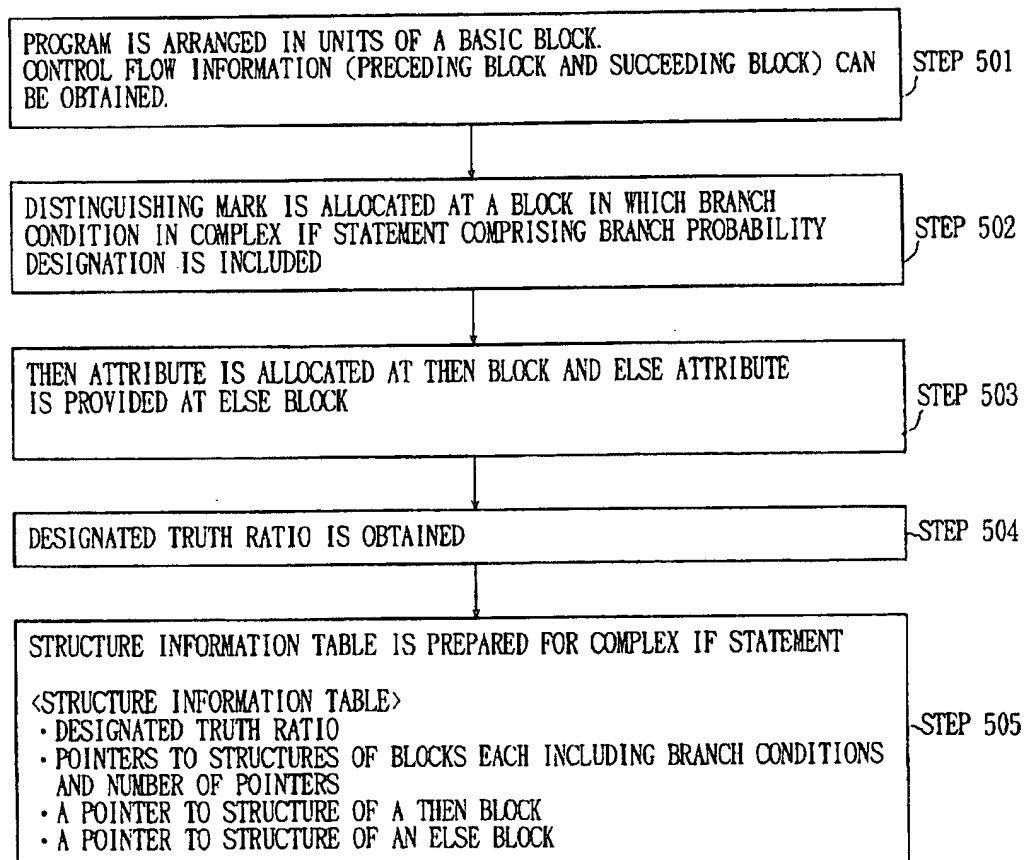 PROGRAM IS ARRANGED IN UNITS OF A BASIC BLOCK.
CONTROL FLOW INFORMATION (PRECEDING BLOCK AND SUCCEEDING BLOCK) CAN
BE OBTAINED.
STEP 501
DISTINGUISHING MARK IS ALLOCATED AT A BLOCK IN WHICH BRANCH
CONDITION IN COMPLEX IF STATEMENT COMPRISING BRANCH PROBABILITY
DESIGNATION IS INCLUDED
STEP 502
THEN ATTRIBUTE IS ALLOCATED AT THEN BLOCK AND ELSE ATTRIBUTE
IS PROVIDED AT ELSE BLOCK
STEP 503
DESIGNATED TRUTH RATIO IS OBTAINED
STEP 504
STRUCTURE INFORMATION TABLE IS PREPARED FOR COMPLEX IF STATEMENT
<STRUCTURE INFORMATION TABLE>
・DESIGNATED TRUTH RATIO
・POINTERS TO STRUCTURES OF BLOCKS EACH INCLUDING BRANCH CONDITIONS
AND NUMBER OF POINTERS
・A POINTER TO STRUCTURE OF A THEN BLOCK
・A POINTER TO STRUCTURE OF AN ELSE BLOCK
STEP 505